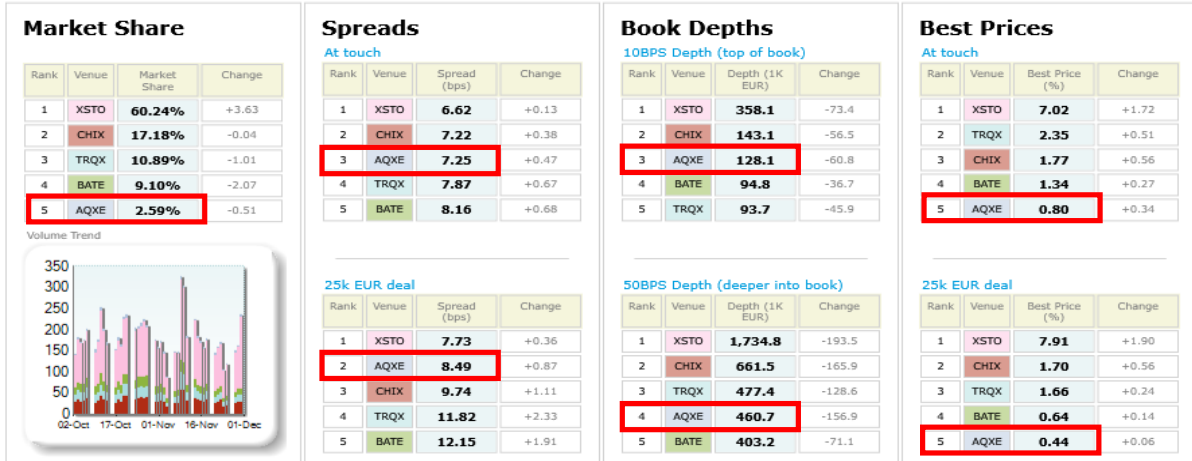 Market Share
Rank Venue Market Share Change
1 XSTO 60.24% +3.63
2 CHIX 17.18% -0.04
3 TRQX 10.89% -1.01
4 BATE 9.10% -2.07
5 AQXE 2.59% -0.51
Volume Trend
350
300
250
200
150
100
50
0
02-Oct 17-Oct 01-Nov 16-Nov 01-Dec
Spreads
At touch
Rank Venue Spread (bps) Change
1 XSTO 6.62 +0.13
2 CHIX 7.22 +0.38
3 AQXE 7.25 +0.47
4 TRQX 7.87 +0.67
5 BATE 8.16 +0.68
25k EUR deal
Rank Venue Spread (bps) Change
1 XSTO 7.73 +0.36
2 AQXE 8.49 +0.87
3 CHIX 9.74 +1.11
4 TRQX 11.82 +2.33
5 BATE 12.15 +1.91
Book Depths
10BPS Depth (top of book)
Rank Venue Depth (1K EUR) Change
1 XSTO 358.1 -73.4
2 CHIX 143.1 -56.5
3 AQXE 128.1 -60.8
4 BATE 94.8 -36.7
5 TRQX 93.7 -45.9
50BPS Depth (deeper into book)
Rank Venue Depth (1K EUR) Change
1 XSTO 1,734.8 -193.5
2 CHIX 661.5 -165.9
3 TRQX 477.4 -128.6
4 AQXE 460.7 -156.9
5 BATE 403.2 -71.1
Best Prices
At touch
Rank Venue Best Price (%) Change
1 XSTO 7.02 +1.72
2 TRQX 2.35 +0.51
3 CHIX 1.77 +0.56
4 BATE 1.34 +0.27
5 AQXE 0.80 +0.34
25k EUR deal
Rank Venue Best Price (%) Change
1 XSTO 7.91 +1.90
2 CHIX 1.70 +0.56
3 TRQX 1.66 +0.24
4 BATE 0.64 +0.14
5 AQXE 0.44 +0.06